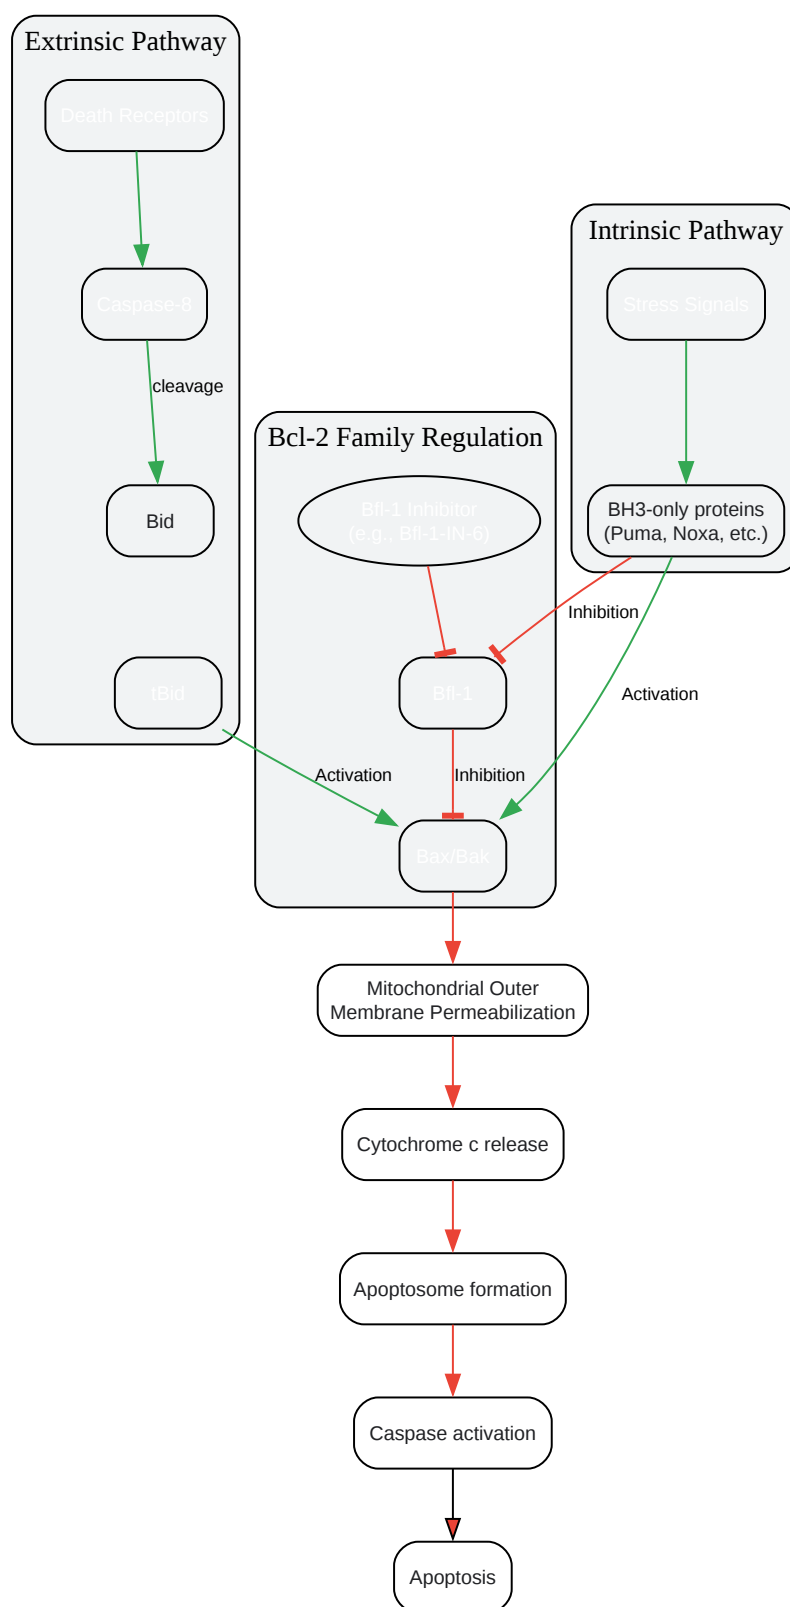 Extrinsic Pathway
Death Receptors
Caspase-8
cleavage
Bid
tBid
Intrinsic Pathway
Stress Signals
BH3-only proteins
(Puma, Noxa, etc.)
Bcl-2 Family Regulation
Bfl-1 Inhibitor
(e.g., Bfl-1-IN-6)
Inhibition
Bfl-1
Activation
Activation
Inhibition
Bax/Bak
Mitochondrial Outer
Membrane Permeabilization
Cytochrome c release
Apoptosome formation
Caspase activation
Apoptosis